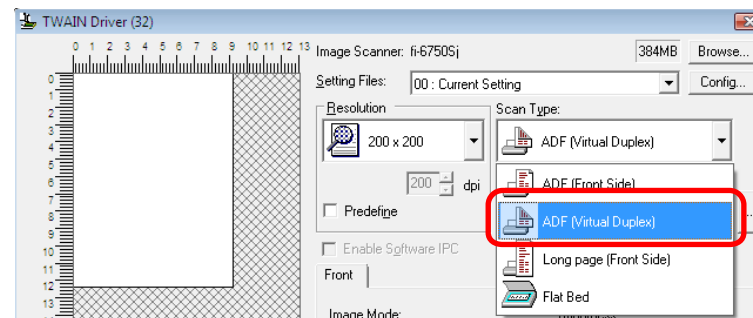 TWAIN Driver (32)
0 1 2 3 4 5 6 7 8 9 10 11 12 13
Image Scanner: fi-6750Sj 384MB Browse...
Setting Files: 00 : Current Setting Config...
Resolution Scan Type:
200 x 200 ADF (Virtual Duplex)
200 dpi ADF (Front Side)
Predefine ADF (Virtual Duplex) ...
Enable Software IPC Long page (Front Side)
Front Flat Bed
Image Mode:
0
1
2
3
4
5
6
7
8
9
10
11
12
13